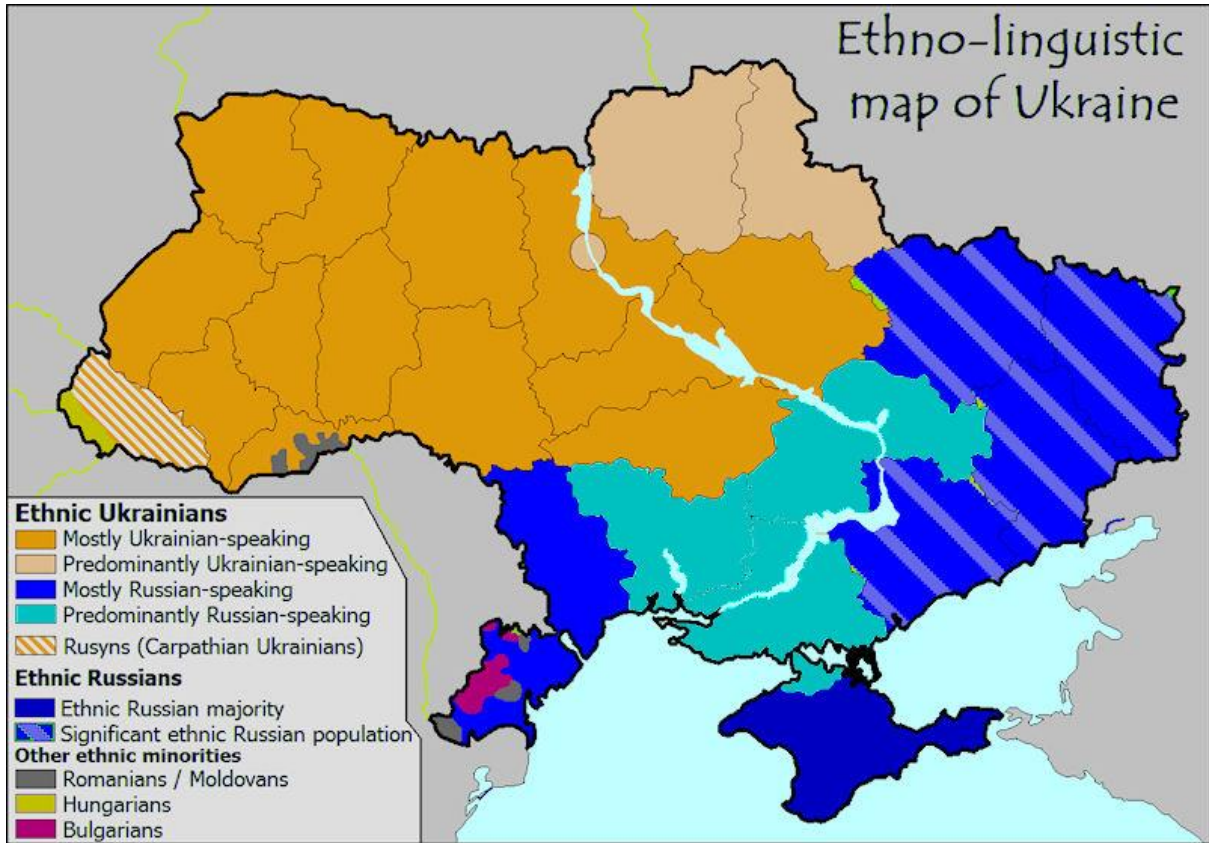 Ethno-linguistic
map of Ukraine
Ethnic Ukrainians
Mostly Ukrainian-speaking
Predominantly Ukrainian-speaking
Mostly Russian-speaking
Predominantly Russian-speaking
Rusyns (Carpathian Ukrainians)
Ethnic Russians
Ethnic Russian majority
Significant ethnic Russian population
Other ethnic minorities
Romanians / Moldovans
Hungarians
Bulgarians